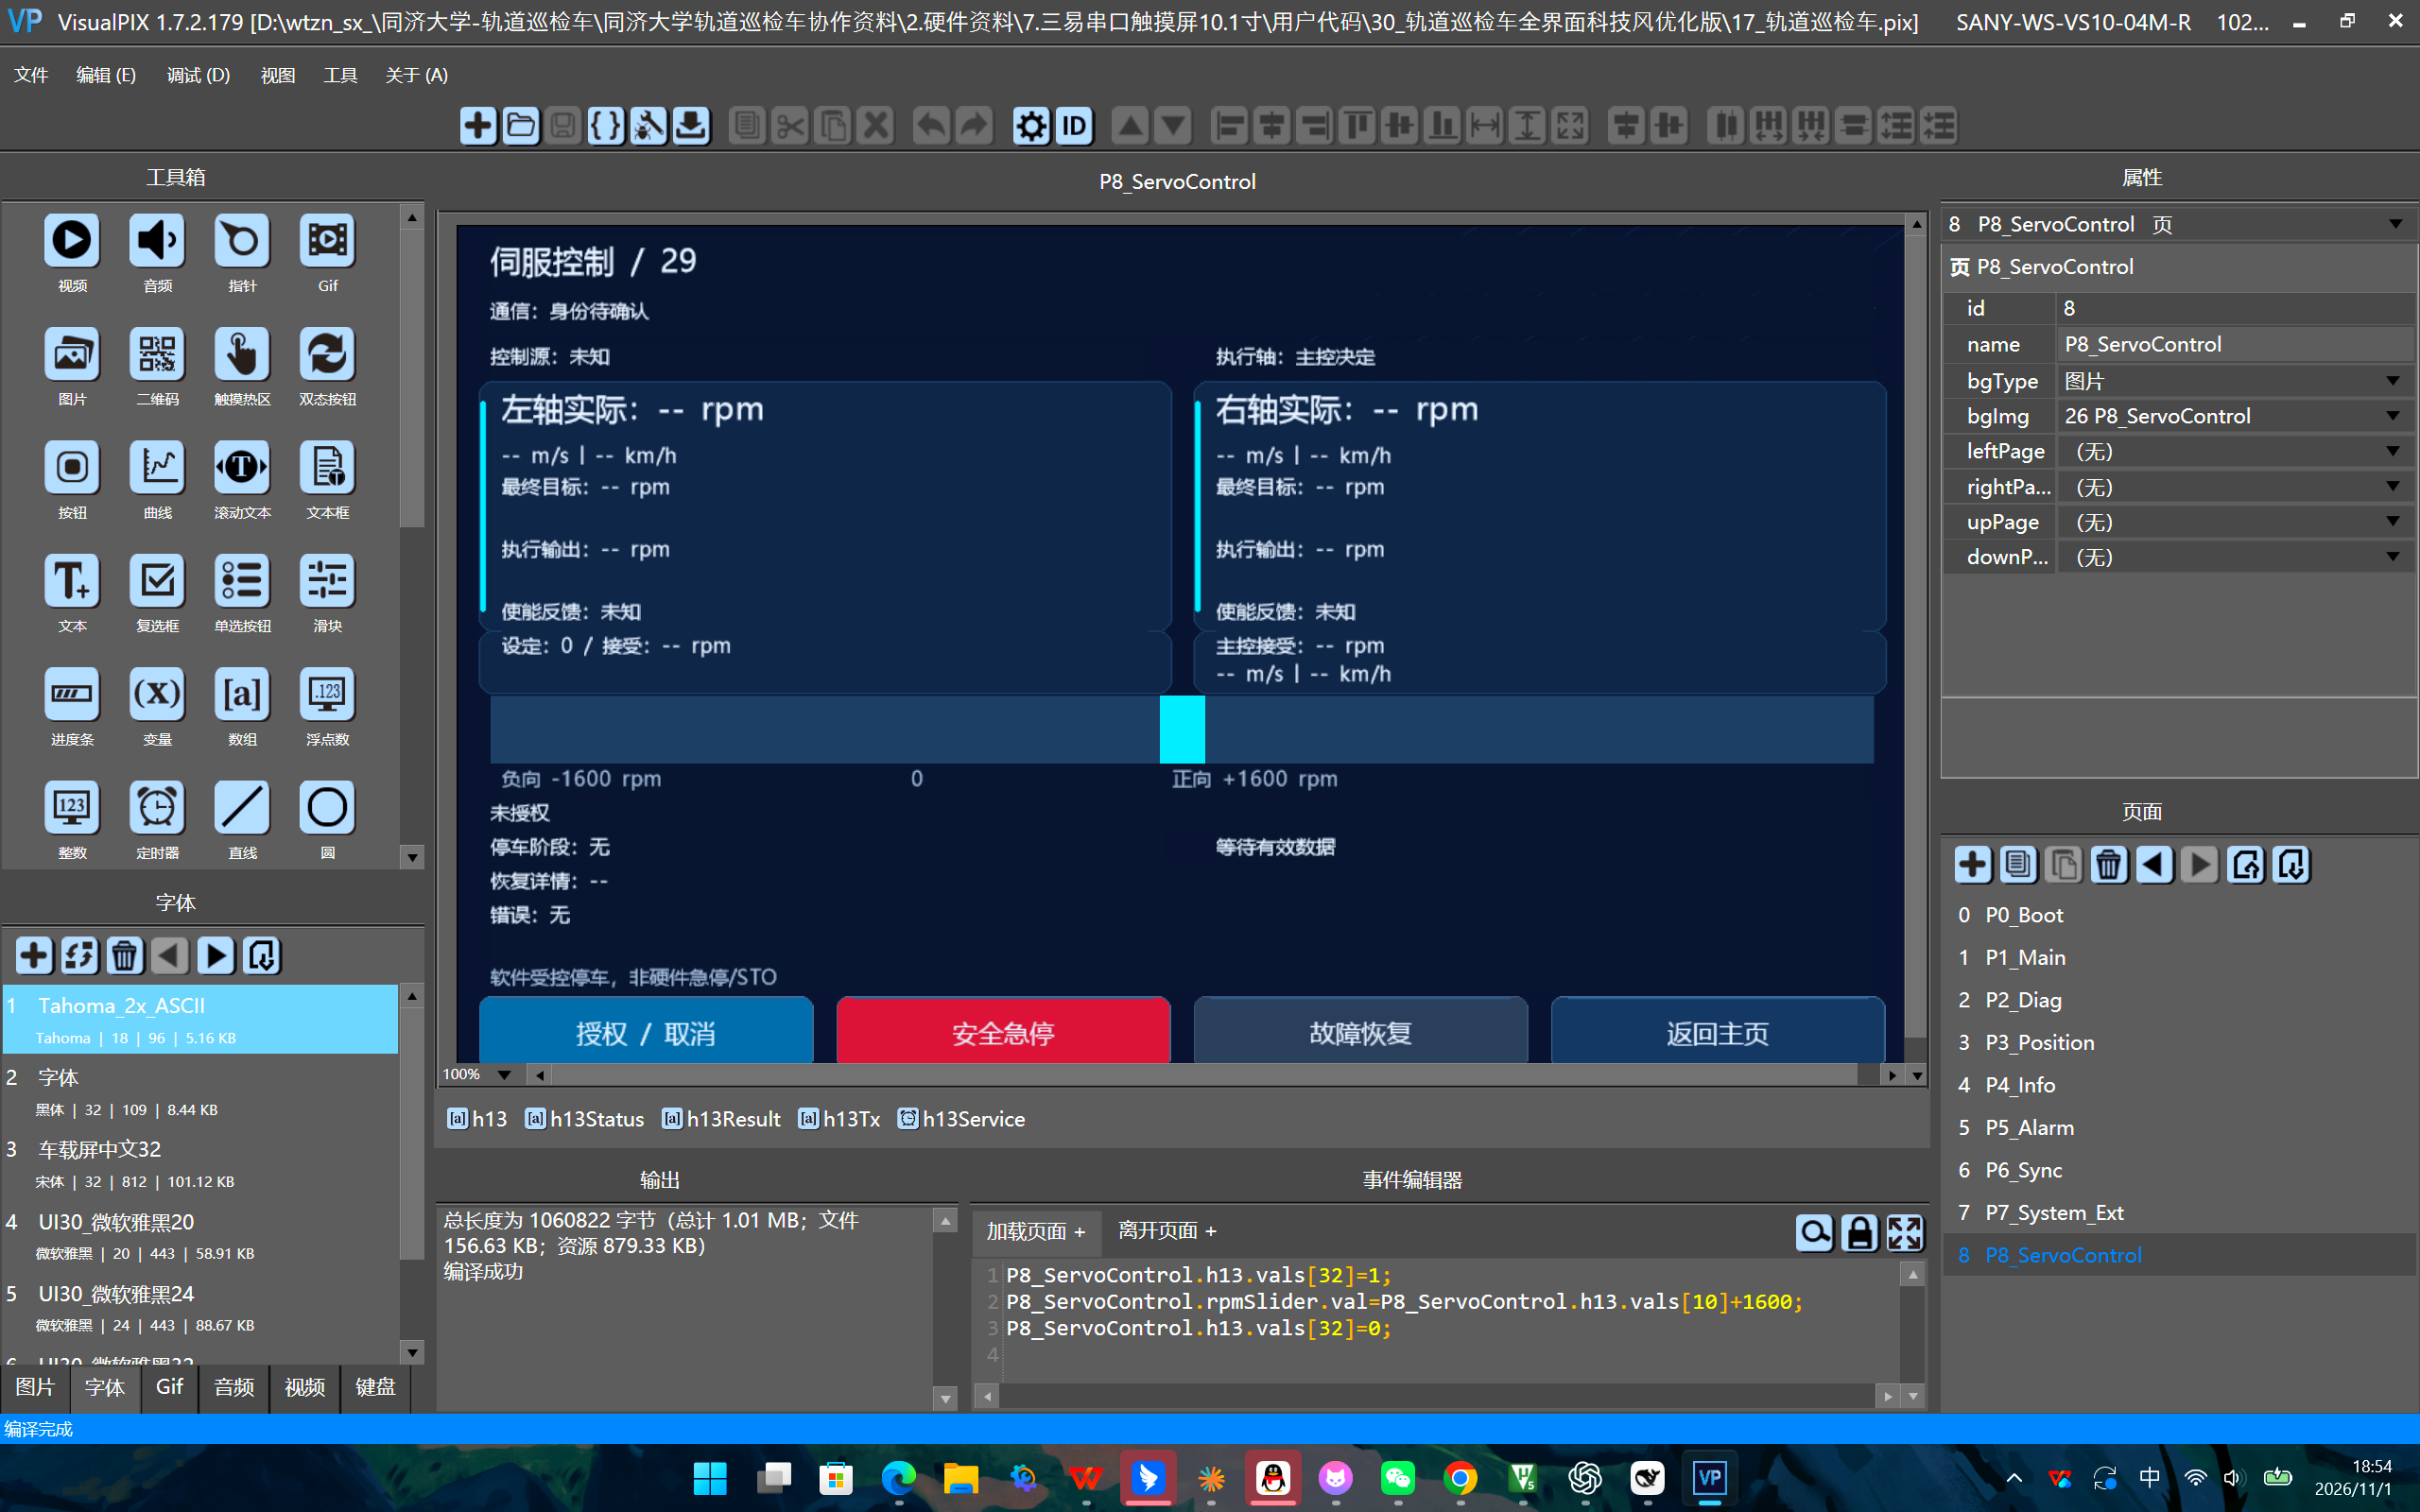 VP VisualPIX 1.7.2.179 [D:\wtzn_sx_\同济大学-轨道巡检车\同济大学轨道巡检车协作资料\2.硬件资料\7.三易串口触摸屏10.1寸\用户代码\30_轨道巡检车全界面科技风优化版\17_轨道巡检车.pix] SANY-WS-VS10-04M-R 102...
文件 编辑 (E) 调试 (D) 视图 工具 关于 (A)
ID
工具箱
视频 音频 指针 Gif
图片 二维码 触摸热区 双态按钮
按钮 曲线 滚动文本 文本框
文本 复选框 单选按钮 滑块
进度条 变量 数组 浮点数
整数 定时器 直线 圆
字体
1 Tahoma_2x_ASCII
Tahoma | 18 | 96 | 5.16 KB
2 字体
黑体 | 32 | 109 | 8.44 KB
3 车载屏中文32
宋体 | 32 | 812 | 101.12 KB
4 UI30_微软雅黑20
微软雅黑 | 20 | 443 | 58.91 KB
5 UI30_微软雅黑24
微软雅黑 | 24 | 443 | 88.67 KB
图片 字体 Gif 音频 视频 键盘
编译完成
P8_ServoControl
伺服控制 / 29
通信：身份待确认
控制源：未知 执行轴：主控决定
左轴实际：-- rpm
-- m/s | -- km/h
最终目标：-- rpm
执行输出：-- rpm
使能反馈：未知
设定：0 / 接受：-- rpm
右轴实际：-- rpm
-- m/s | -- km/h
最终目标：-- rpm
执行输出：-- rpm
使能反馈：未知
主控接受：-- rpm
-- m/s | -- km/h
负向 -1600 rpm 0 正向 +1600 rpm
未授权
停车阶段：无 等待有效数据
恢复详情：--
错误：无
软件受控停车，非硬件急停/STO
授权 / 取消 安全急停 故障恢复 返回主页
100%
[a] h13 [a] h13Status [a] h13Result [a] h13Tx h13Service
输出
总长度为 1060822 字节（总计 1.01 MB；文件
156.63 KB；资源 879.33 KB）
编译成功
事件编辑器
加载页面 + 离开页面 +
1 P8_ServoControl.h13.vals[32]=1;
2 P8_ServoControl.rpmSlider.val=P8_ServoControl.h13.vals[10]+1600;
3 P8_ServoControl.h13.vals[32]=0;
4
属性
8 P8_ServoControl 页
页 P8_ServoControl
id 8
name P8_ServoControl
bgType 图片
bgImg 26 P8_ServoControl
leftPage (无)
rightPa... (无)
upPage (无)
downP... (无)
页面
0 P0_Boot
1 P1_Main
2 P2_Diag
3 P3_Position
4 P4_Info
5 P5_Alarm
6 P6_Sync
7 P7_System_Ext
8 P8_ServoControl
中
18:54
2026/11/1